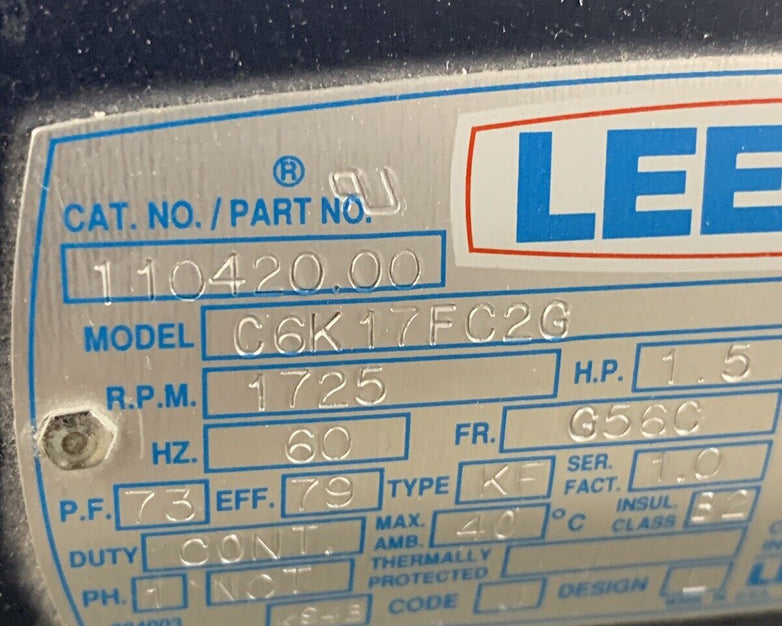 ®
LEE
CAT. NO. / PART NO.
110420.00
MODEL C6K17FC2G
R.P.M. 1725 H.P. 1.5
HZ. 60 FR. G56C
P.F. 73 EFF. 79 TYPE KF SER. FACT. 1.0
DUTY CONT. MAX. AMB. 40 °C INSUL. CLASS B2
PH. 1 NOT THERMALLY PROTECTED
CODE J DESIGN L